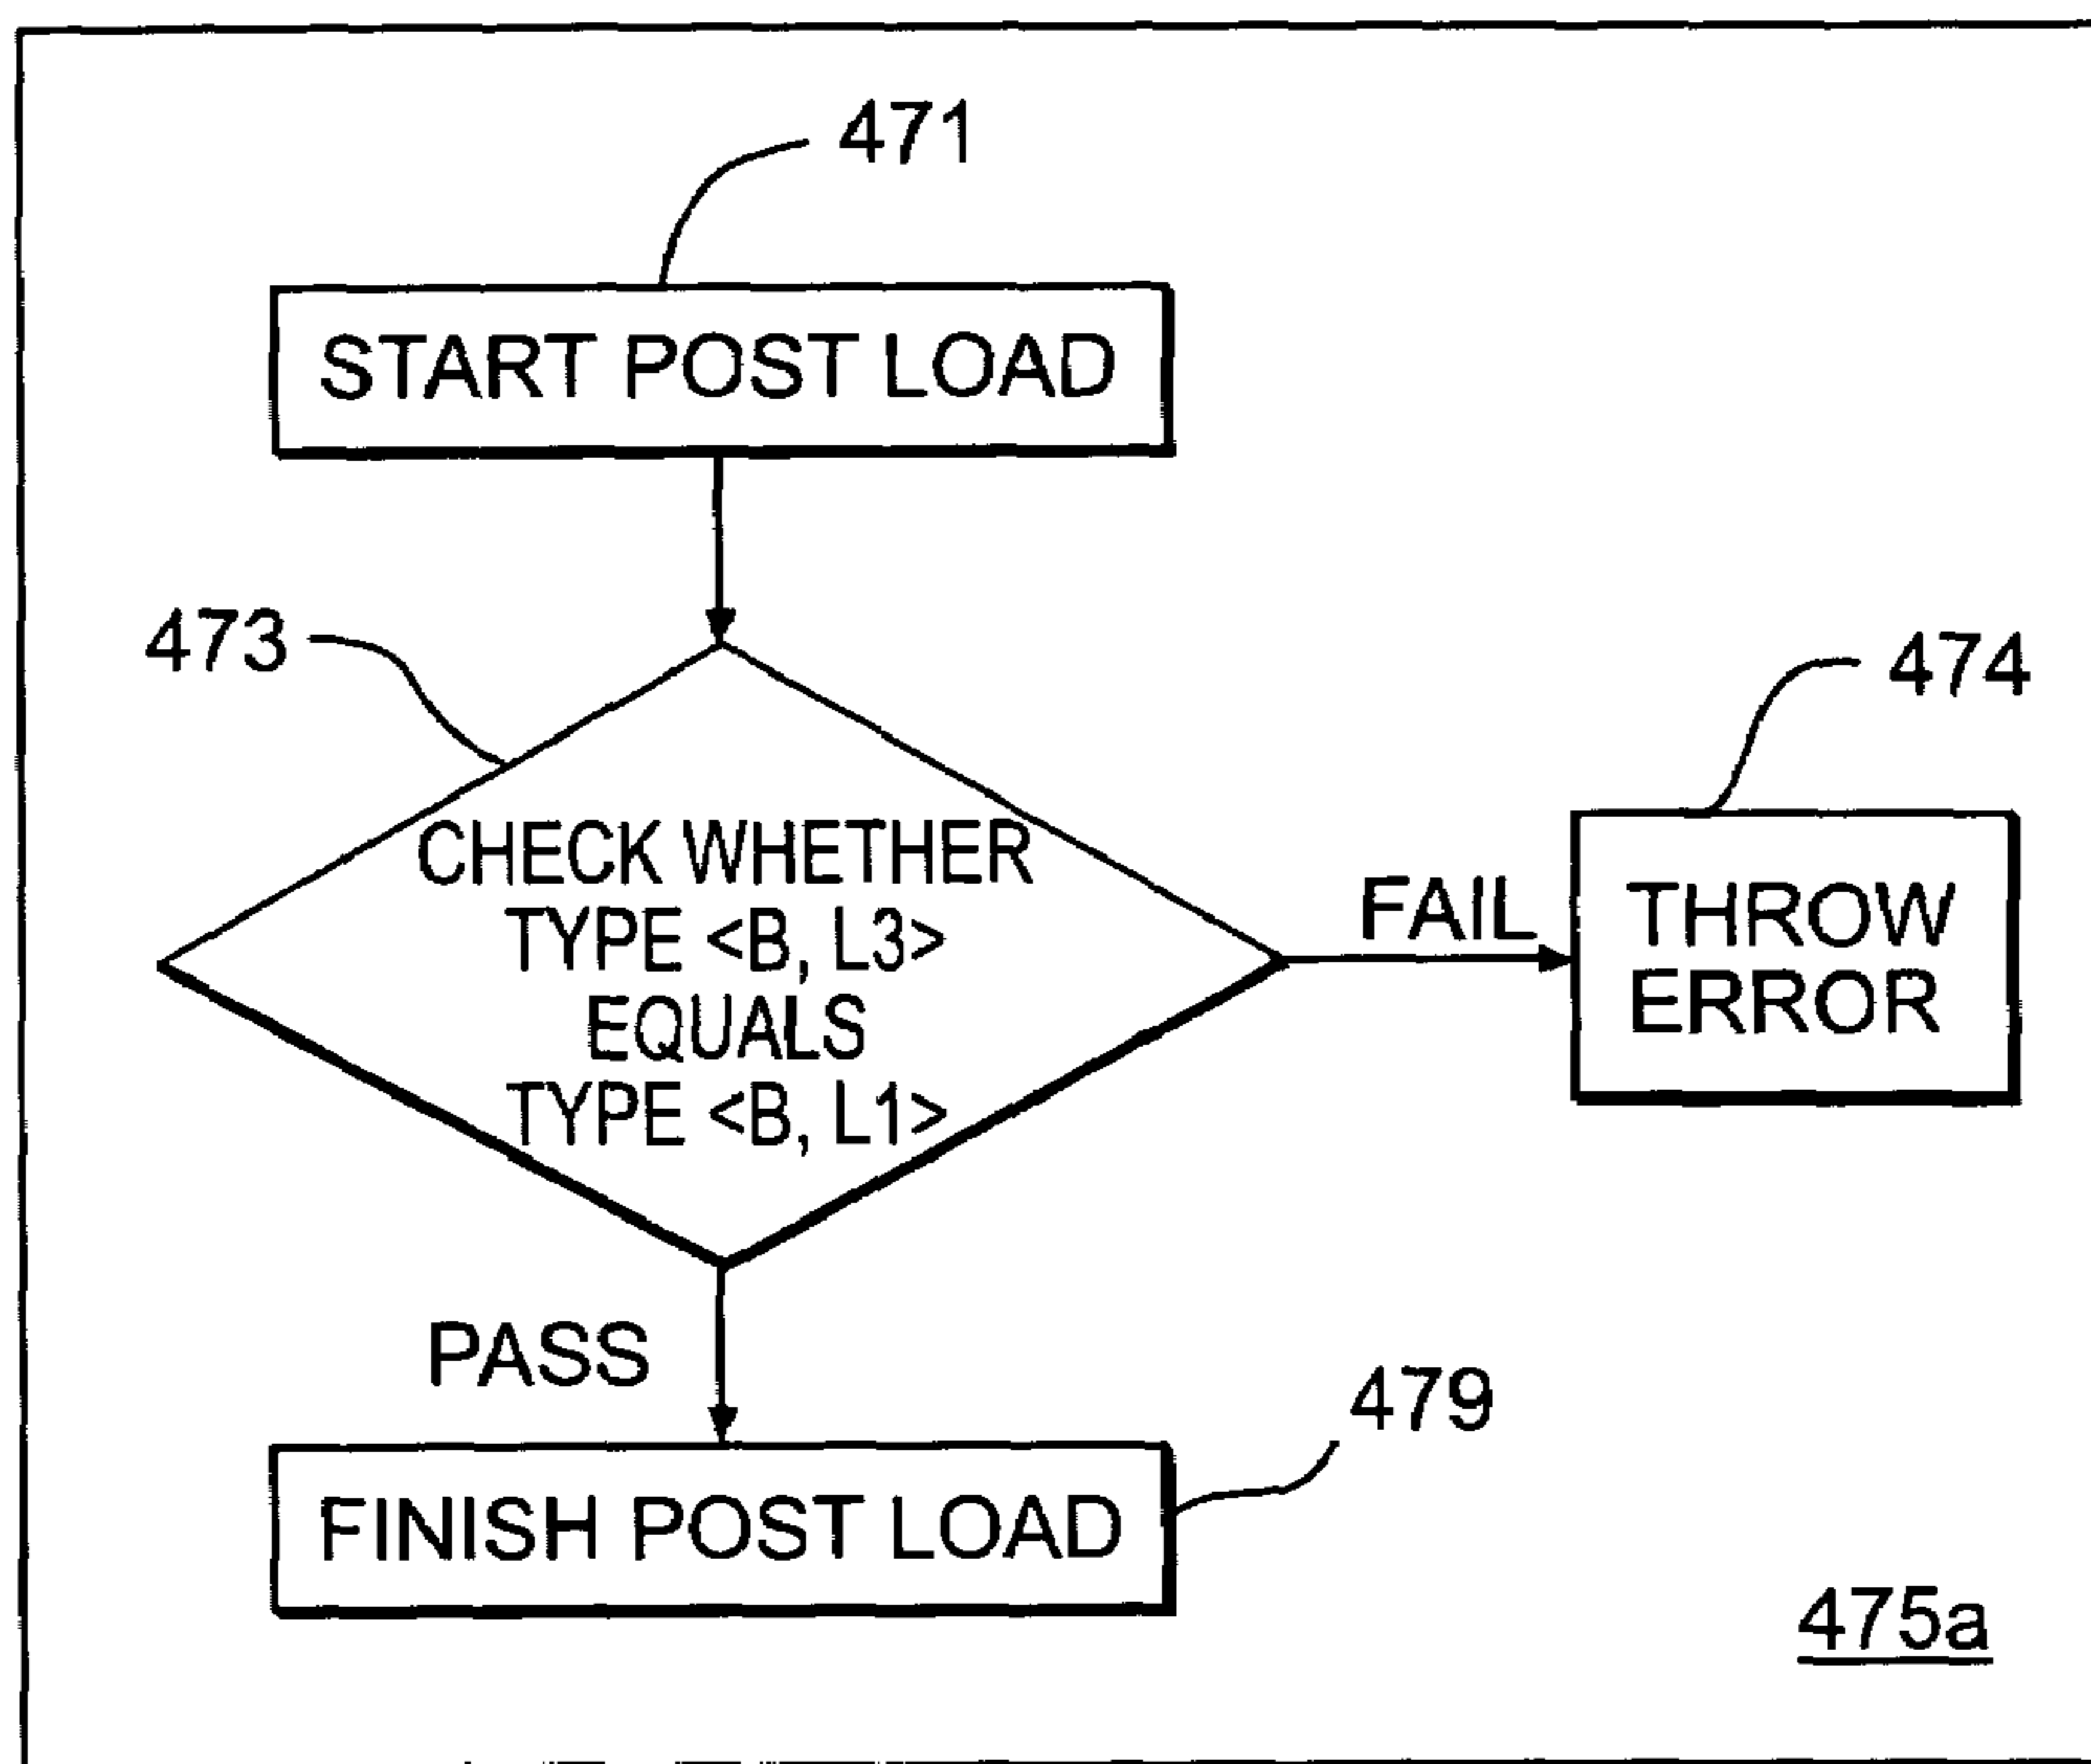 471
START POST LOAD
473
474
CHECK WHETHER
TYPE <B, L3>
EQUALS
TYPE <B, L1>
FAIL
THROW
ERROR
PASS
479
FINISH POST LOAD
475a